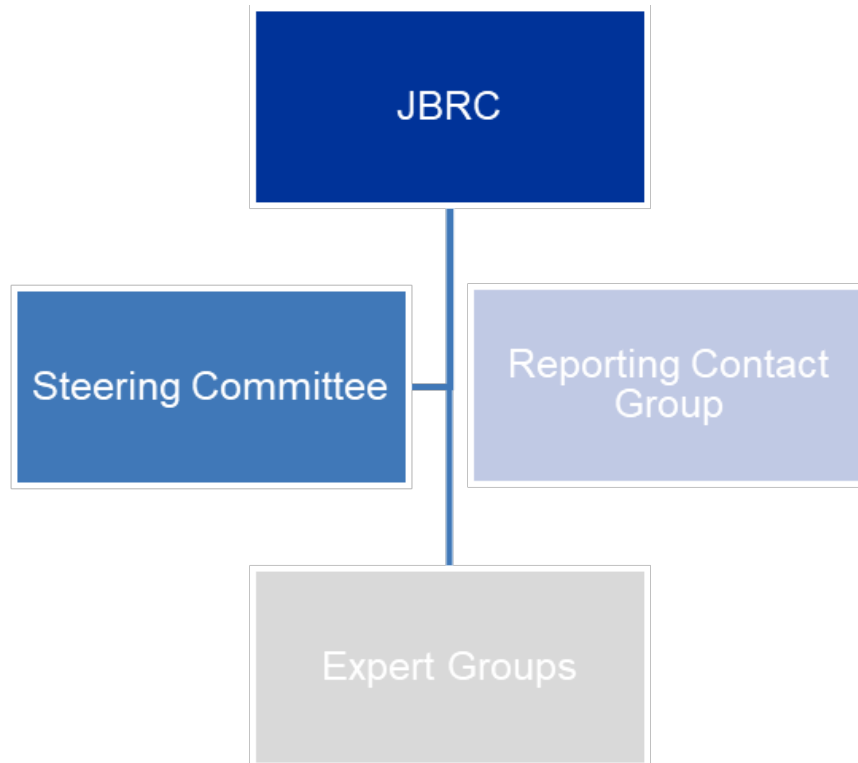 JBRC
Steering Committee
Reporting Contact
Group
Expert Groups